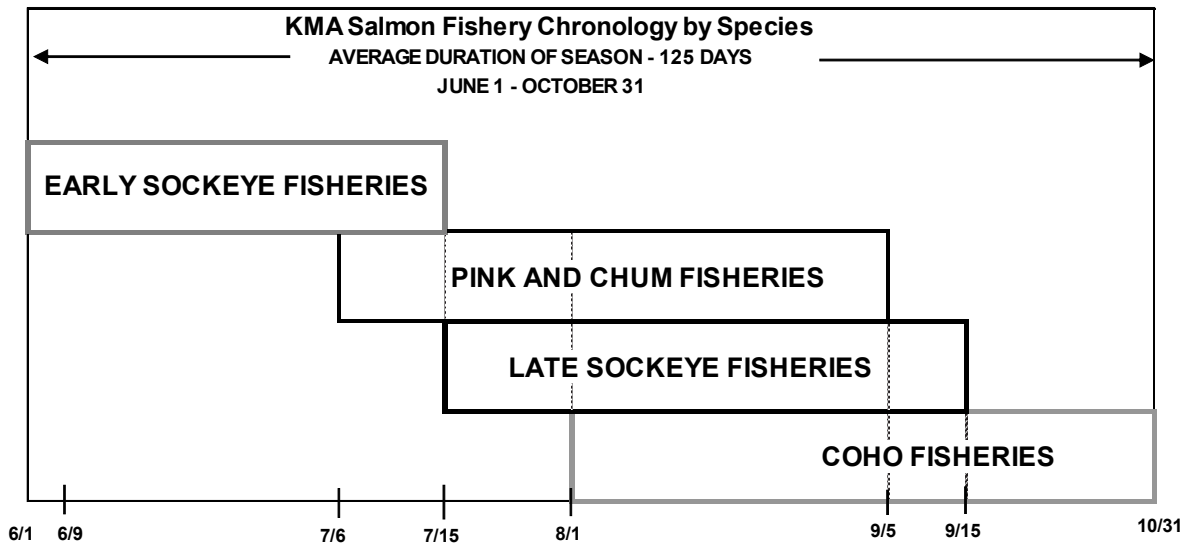 KMA Salmon Fishery Chronology by Species
AVERAGE DURATION OF SEASON - 125 DAYS
JUNE 1 - OCTOBER 31
EARLY SOCKEYE FISHERIES
PINK AND CHUM FISHERIES
LATE SOCKEYE FISHERIES
COHO FISHERIES
6/1 6/9 7/6 7/15 8/1 9/5 9/15 10/31